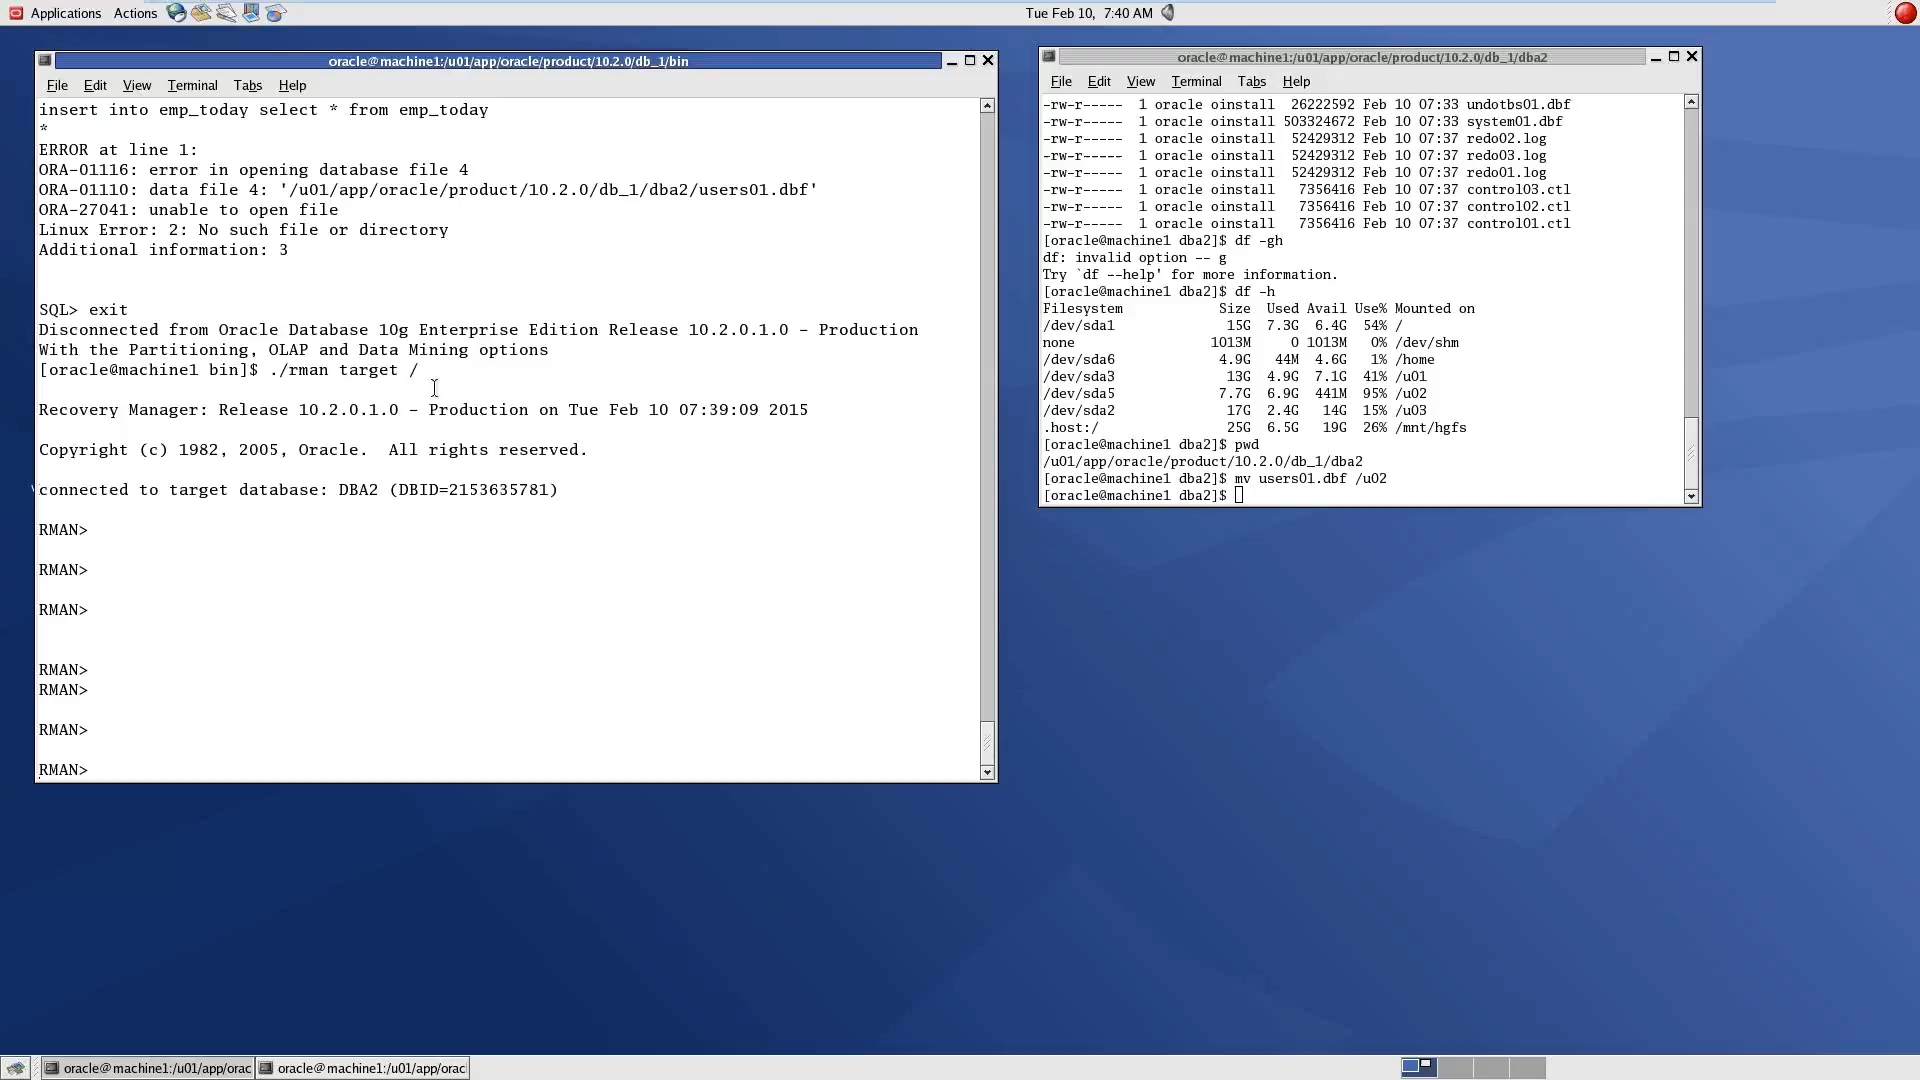 Applications Actions
Tue Feb 10, 7:40 AM
oracle@machine1:/u01/app/oracle/product/10.2.0/db_1/bin
File Edit View Terminal Tabs Help
insert into emp_today select * from emp_today
*
ERROR at line 1:
ORA-01116: error in opening database file 4
ORA-01110: data file 4: '/u01/app/oracle/product/10.2.0/db_1/dba2/users01.dbf'
ORA-27041: unable to open file
Linux Error: 2: No such file or directory
Additional information: 3
SQL> exit
Disconnected from Oracle Database 10g Enterprise Edition Release 10.2.0.1.0 - Production
With the Partitioning, OLAP and Data Mining options
[oracle@machine1 bin]$ ./rman target /
Recovery Manager: Release 10.2.0.1.0 - Production on Tue Feb 10 07:39:09 2015
Copyright (c) 1982, 2005, Oracle.  All rights reserved.
connected to target database: DBA2 (DBID=2153635781)
RMAN>
RMAN>
RMAN>
RMAN>
RMAN>
RMAN>
RMAN>
oracle@machine1:/u01/app/oracle/product/10.2.0/db_1/dba2
File Edit View Terminal Tabs Help
-rw-r-----  1 oracle oinstall  26222592 Feb 10 07:33 undotbs01.dbf
-rw-r-----  1 oracle oinstall 503324672 Feb 10 07:33 system01.dbf
-rw-r-----  1 oracle oinstall  52429312 Feb 10 07:37 redo02.log
-rw-r-----  1 oracle oinstall  52429312 Feb 10 07:37 redo03.log
-rw-r-----  1 oracle oinstall  52429312 Feb 10 07:37 redo01.log
-rw-r-----  1 oracle oinstall   7356416 Feb 10 07:37 control03.ctl
-rw-r-----  1 oracle oinstall   7356416 Feb 10 07:37 control02.ctl
-rw-r-----  1 oracle oinstall   7356416 Feb 10 07:37 control01.ctl
[oracle@machine1 dba2]$ df -gh
df: invalid option -- g
Try `df --help' for more information.
[oracle@machine1 dba2]$ df -h
Filesystem            Size  Used Avail Use% Mounted on
/dev/sda1              15G  7.3G  6.4G  54% /
none                 1013M     0 1013M   0% /dev/shm
/dev/sda6             4.9G   44M  4.6G   1% /home
/dev/sda3              13G  4.9G  7.1G  41% /u01
/dev/sda5             7.7G  6.9G  441M  95% /u02
/dev/sda2              17G  2.4G   14G  15% /u03
.host:/                25G  6.5G   19G  26% /mnt/hgfs
[oracle@machine1 dba2]$ pwd
/u01/app/oracle/product/10.2.0/db_1/dba2
[oracle@machine1 dba2]$ mv users01.dbf /u02
[oracle@machine1 dba2]$
oracle@machine1:/u01/app/orac
oracle@machine1:/u01/app/orac